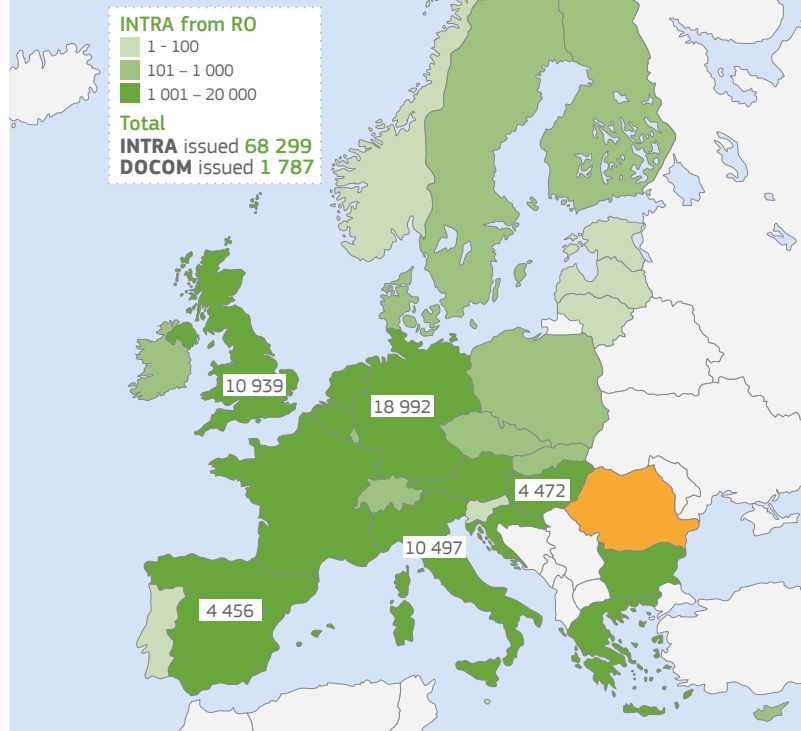 INTRA from RO
1 - 100
101 – 1 000
1 001 – 20 000
Total
INTRA issued 68 299
DOCOM issued 1 787
10 939
18 992
4 472
10 497
4 456